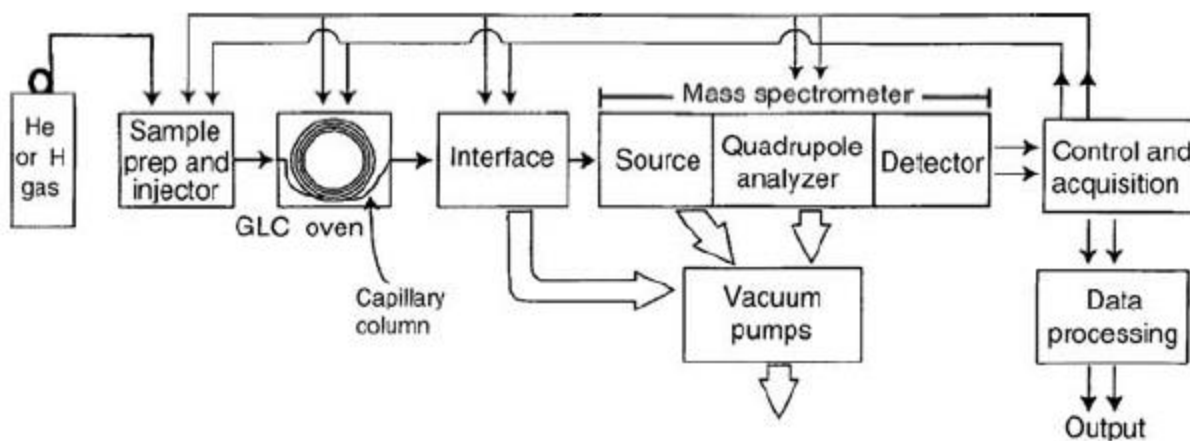 He
or H
gas
Sample
prep and
injector
GLC oven
Capillary
column
Interface
Mass spectrometer
Source
Quadrupole
analyzer
Detector
Control and
acquisition
Vacuum
pumps
Data
processing
Output